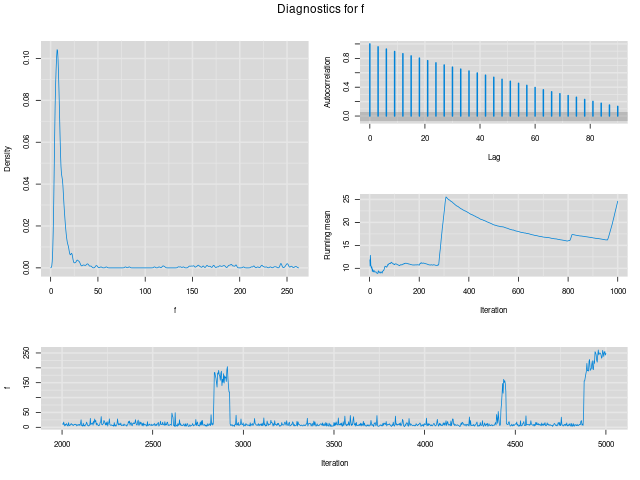 Diagnostics for f
Density
0.00
0.02
0.04
0.06
0.08
0.10
0 50 100 150 200 250
f
Autocorrelation
0.0
0.4
0.8
0 20 40 60 80
Lag
Running mean
10
15
20
25
0 200 400 600 800 1000
Iteration
f
0
50
150
250
2000 2500 3000 3500 4000 4500 5000
Iteration